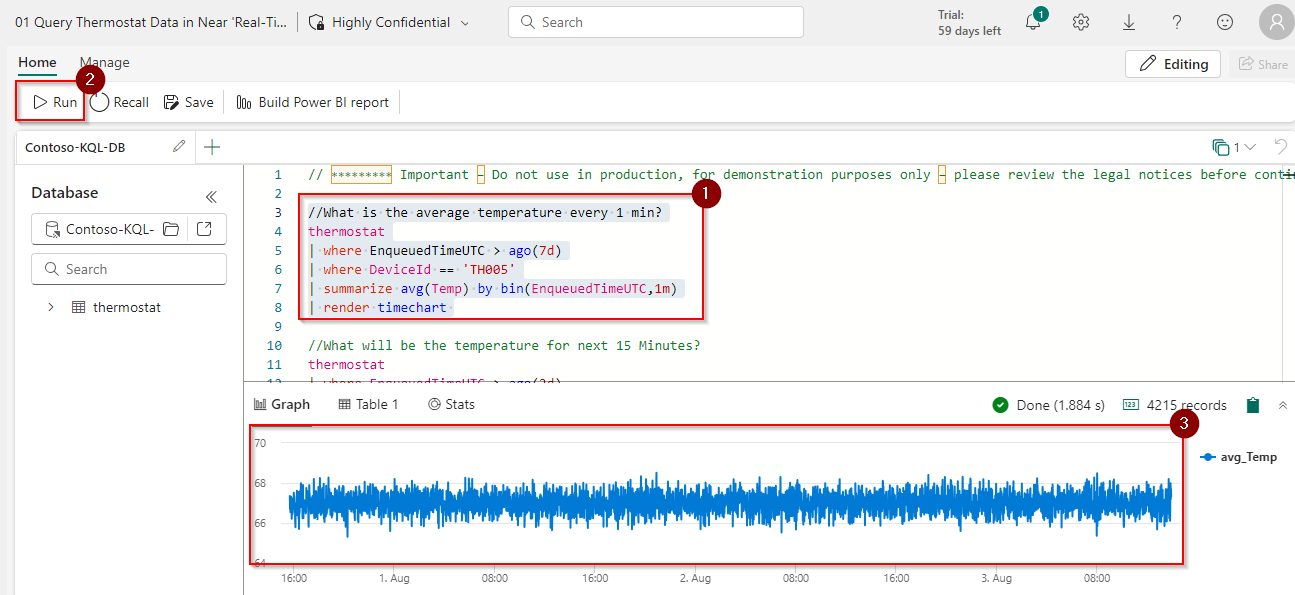 01 Query Thermostat Data in Near 'Real-Ti...
Highly Confidential
Search
Trial:
59 days left
1
Home
Manage
Editing
Share
2
Run
Recall
Save
Build Power BI report
Contoso-KQL-DB
1
Database
Contoso-KQL-
Search
thermostat
1 // ********* Important - Do not use in production, for demonstration purposes only - please review the legal notices before conti
2
1
3 //What is the average temperature every 1 min?
4 thermostat
5 | where EnqueuedTimeUTC > ago(7d)
6 | where DeviceId == 'TH005'
7 | summarize avg(Temp) by bin(EnqueuedTimeUTC,1m)
8 | render timechart
9
10 //What will be the temperature for next 15 Minutes?
11 thermostat
12 | where EnqueuedTimeUTC > ago(2d)
Graph
Table 1
Stats
Done (1.884 s)
123
4215 records
3
70
68
66
64
avg_Temp
16:00
1. Aug
08:00
16:00
2. Aug
08:00
16:00
3. Aug
08:00